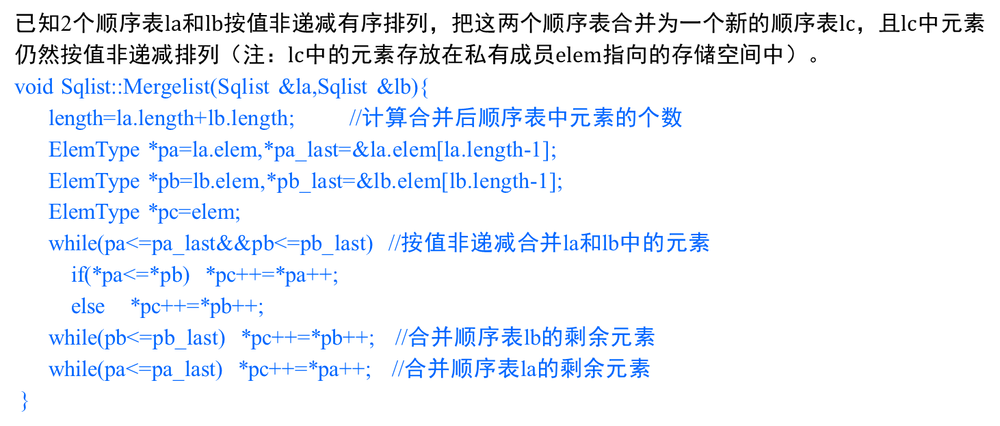 已知2个顺序表la和lb按值非递减有序排列，把这两个顺序表合并为一个新的顺序表lc，且lc中元素
仍然按值非递减排列（注：lc中的元素存放在私有成员elem指向的存储空间中）。
void Sqlist::Mergelist(Sqlist &la,Sqlist &lb){
length=la.length+lb.length; //计算合并后顺序表中元素的个数
ElemType *pa=la.elem,*pa_last=&la.elem[la.length-1];
ElemType *pb=lb.elem,*pb_last=&lb.elem[lb.length-1];
ElemType *pc=elem;
while(pa<=pa_last&&pb<=pb_last) //按值非递减合并la和lb中的元素
if(*pa<=*pb) *pc++=*pa++;
else *pc++=*pb++;
while(pb<=pb_last) *pc++=*pb++; //合并顺序表lb的剩余元素
while(pa<=pa_last) *pc++=*pa++; //合并顺序表la的剩余元素
}